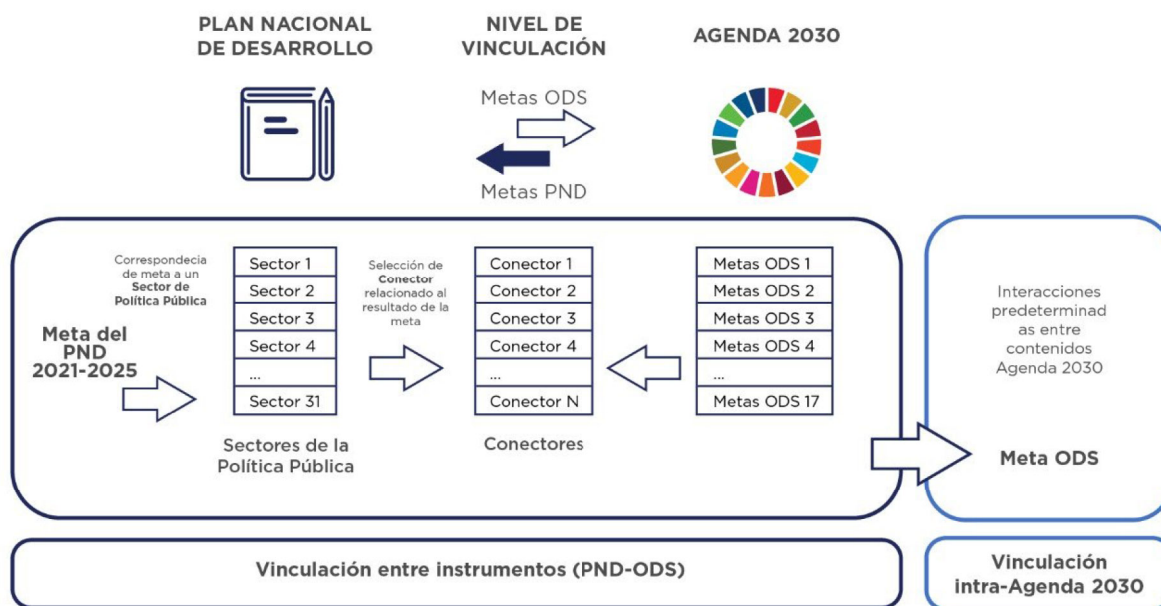 PLAN NACIONAL
DE DESARROLLO
NIVEL DE
VINCULACIÓN
AGENDA 2030
Metas ODS
Metas PND
Correspondecia
de meta a un
Sector de
Política Pública
Meta del
PND
2021-2025
Sector 1
Sector 2
Sector 3
Sector 4
...
Sector 31
Sectores de la
Política Pública
Selección de
Conector
relacionado al
resultado de la
meta
Conector 1
Conector 2
Conector 3
Conector 4
...
Conector N
Conectores
Metas ODS 1
Metas ODS 2
Metas ODS 3
Metas ODS 4
...
Metas ODS 17
Interacciones
predeterminad
as entre
contenidos
Agenda 2030
Meta ODS
Vinculación entre instrumentos (PND-ODS)
Vinculación
intra-Agenda 2030